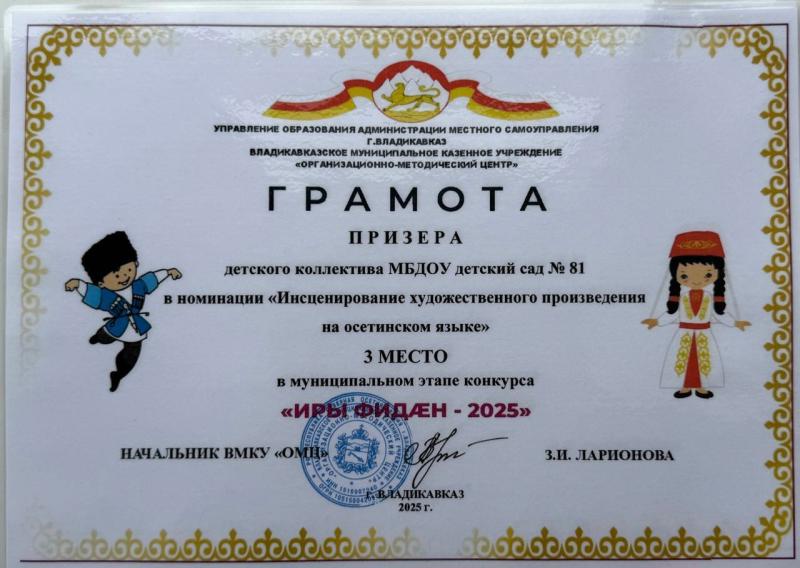 УПРАВЛЕНИЕ ОБРАЗОВАНИЯ АДМИНИСТРАЦИИ МЕСТНОГО САМОУПРАВЛЕНИЯ
Г.ВЛАДИКАВКАЗ
ВЛАДИКАВКАЗСКОЕ МУНИЦИПАЛЬНОЕ КАЗЕННОЕ УЧРЕЖДЕНИЕ
«ОРГАНИЗАЦИОННО-МЕТОДИЧЕСКИЙ ЦЕНТР»
ГРАМОТА
ПРИЗЕРА
детского коллектива МБДОУ детский сад № 81
в номинации «Инсценирование художественного произведения
на осетинском языке»
3 МЕСТО
в муниципальном этапе конкурса
«ИРЫ ФИДÆН - 2025»
НАЧАЛЬНИК ВМКУ «ОМЦ»
З.И. ЛАРИОНОВА
г. ВЛАДИКАВКАЗ
2025 г.